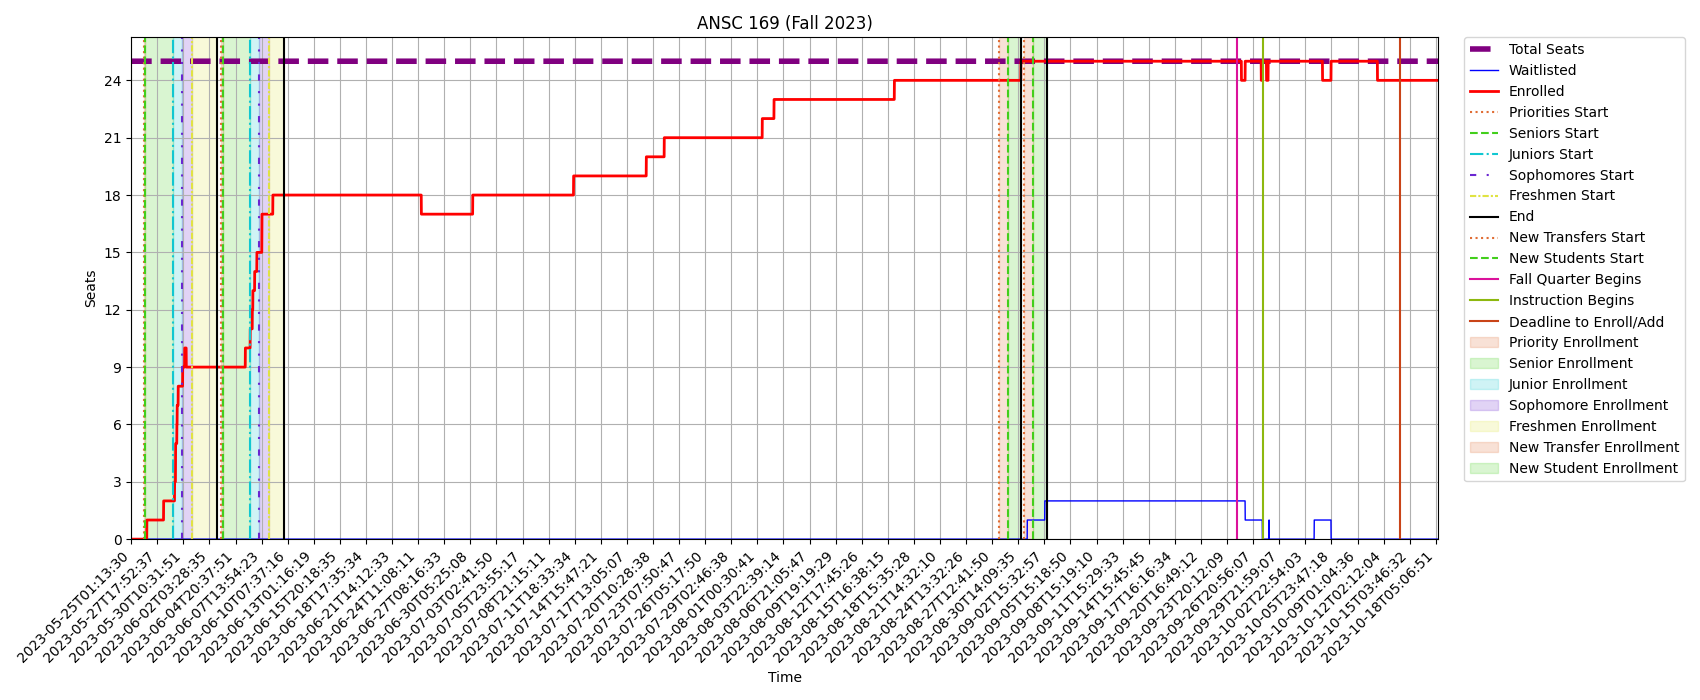 ANSC 169 (Fall 2023)
Seats
24
21
18
15
12
9
6
3
0
2023-05-25T01:13:30
2023-05-27T17:52:37
2023-05-30T10:31:51
2023-06-02T03:28:35
2023-06-04T20:37:51
2023-06-07T13:54:23
2023-06-10T07:37:16
2023-06-13T01:16:19
2023-06-15T20:18:35
2023-06-18T17:35:34
2023-06-21T14:12:33
2023-06-24T11:08:11
2023-06-27T08:16:33
2023-06-30T05:25:08
2023-07-03T02:41:50
2023-07-05T23:55:17
2023-07-08T21:15:11
2023-07-11T18:33:34
2023-07-14T15:47:21
2023-07-17T13:05:07
2023-07-20T10:28:38
2023-07-23T07:50:47
2023-07-26T05:17:50
2023-07-29T02:46:38
2023-08-01T00:30:41
2023-08-03T22:39:14
2023-08-09T19:19:29
2023-08-12T17:45:26
2023-08-15T16:38:15
2023-08-18T15:35:28
2023-08-21T14:32:10
2023-08-24T13:32:26
2023-08-27T12:41:50
2023-08-30T14:09:35
2023-09-02T15:32:57
2023-09-05T15:18:50
2023-09-08T15:19:10
2023-09-11T15:29:33
2023-09-14T15:45:45
2023-09-17T16:16:34
2023-09-20T16:49:12
2023-09-23T20:12:09
2023-09-26T20:56:07
2023-09-29T21:59:07
2023-10-02T22:54:03
2023-10-05T23:47:18
2023-10-09T01:04:36
2023-10-12T02:12:04
2023-10-15T03:46:32
2023-10-18T05:06:51
Time
Total Seats
Waitlisted
Enrolled
Priorities Start
Seniors Start
Juniors Start
Sophomores Start
Freshmen Start
End
New Transfers Start
New Students Start
Fall Quarter Begins
Instruction Begins
Deadline to Enroll/Add
Priority Enrollment
Senior Enrollment
Junior Enrollment
Sophomore Enrollment
Freshmen Enrollment
New Transfer Enrollment
New Student Enrollment